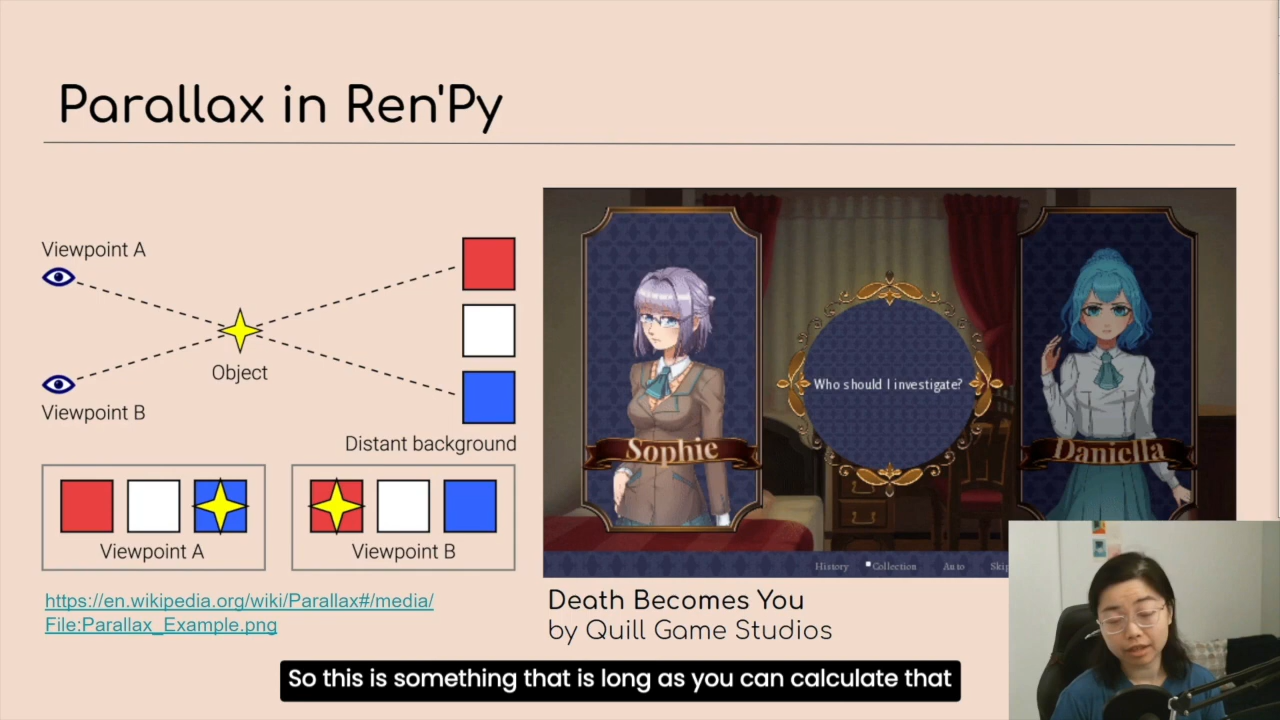 Parallax in Ren'Py
Viewpoint A
Object
Viewpoint B
Distant background
Viewpoint A
Viewpoint B
https://en.wikipedia.org/wiki/Parallax#/media/
File:Parallax_Example.png
Sophie
Who should I investigate?
Daniella
History Collection Auto Skip
Death Becomes You
by Quill Game Studios
So this is something that is long as you can calculate that